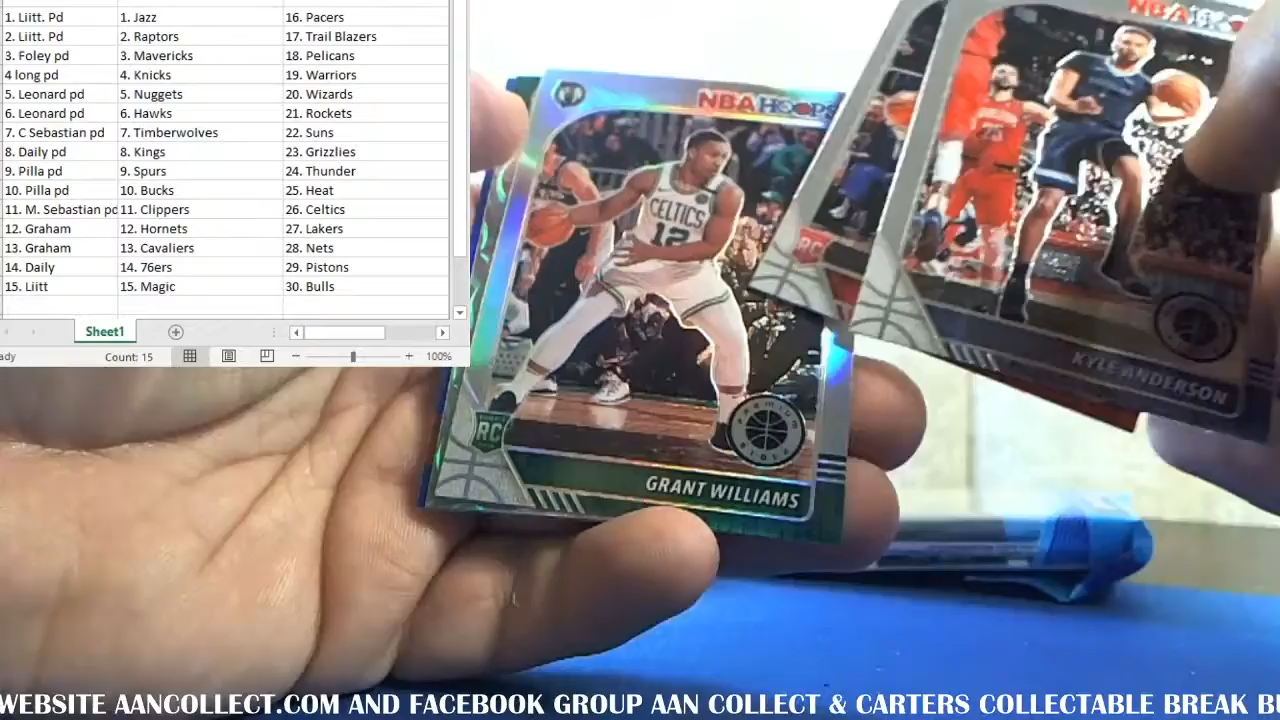 1. Liitt. Pd 1. Jazz 16. Pacers
2. Liitt. Pd 2. Raptors 17. Trail Blazers
3. Foley pd 3. Mavericks 18. Pelicans
4 long pd 4. Knicks 19. Warriors
5. Leonard pd 5. Nuggets 20. Wizards
6. Leonard pd 6. Hawks 21. Rockets
7. C Sebastian pd 7. Timberwolves 22. Suns
8. Daily pd 8. Kings 23. Grizzlies
9. Pilla pd 9. Spurs 24. Thunder
10. Pilla pd 10. Bucks 25. Heat
11. M. Sebastian pd 11. Clippers 26. Celtics
12. Graham 12. Hornets 27. Lakers
13. Graham 13. Cavaliers 28. Nets
14. Daily 14. 76ers 29. Pistons
15. Liitt 15. Magic 30. Bulls
Sheet1
ady Count: 15 100%
NBA HOOPS
CELTICS
12
RC
PREMIUM
STOCK
GRANT WILLIAMS
RC
NBA
KYLE ANDERSON
WEBSITE AANCOLLECT.COM AND FACEBOOK GROUP AAN COLLECT & CARTERS COLLECTABLE BREAK